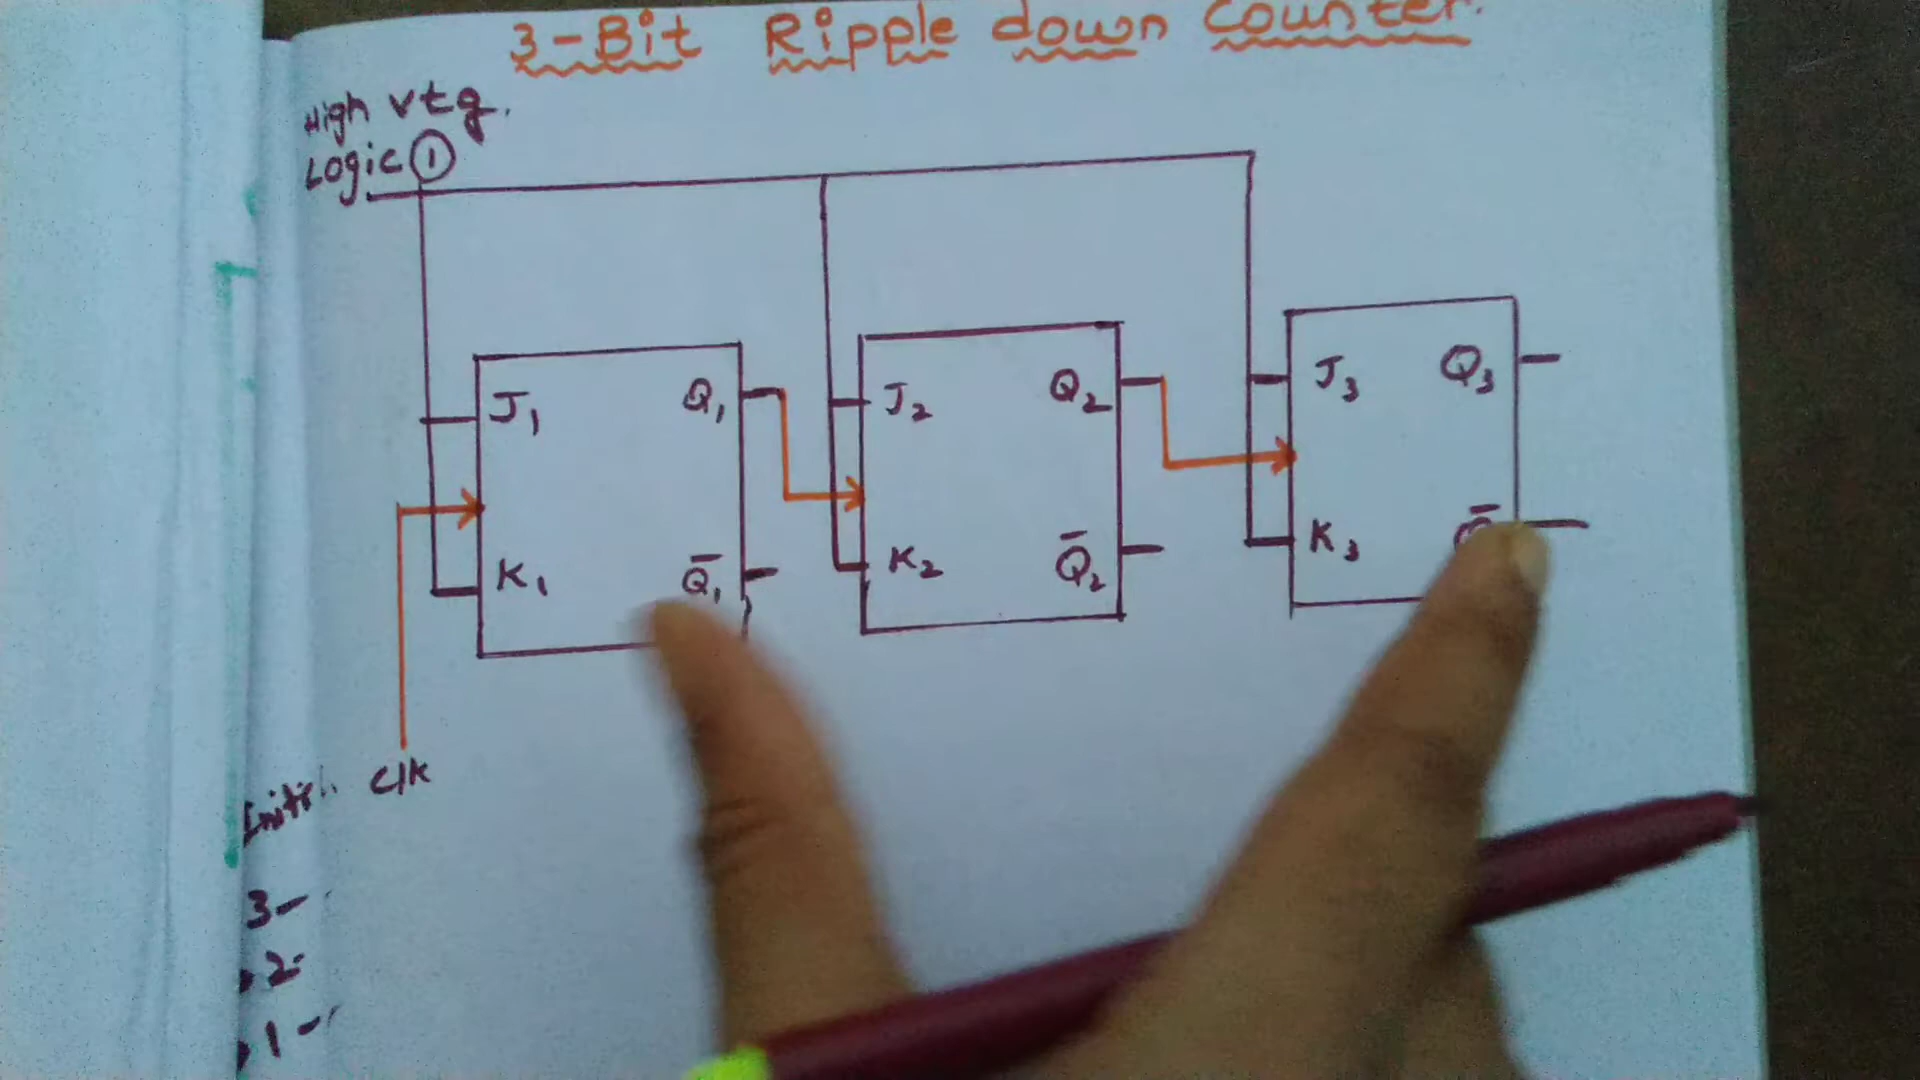 3-Bit Ripple down Counter.
High vtg.
Logic 1
J1 Q1 J2 Q2 J3 Q3
K1 Q̅1 K2 Q̅2 K3
clk
3-
2-
1-